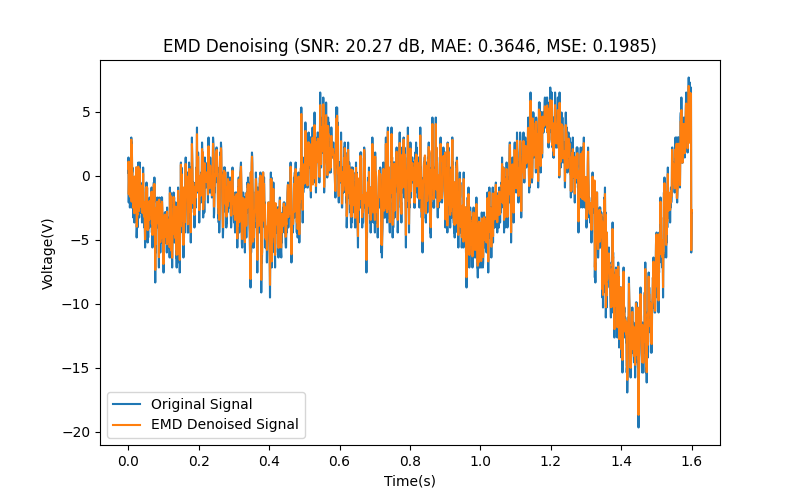 EMD Denoising (SNR: 20.27 dB, MAE: 0.3646, MSE: 0.1985)
5
0
−5
−10
−15
−20
Voltage(V)
Original Signal
EMD Denoised Signal
0.0 0.2 0.4 0.6 0.8 1.0 1.2 1.4 1.6
Time(s)